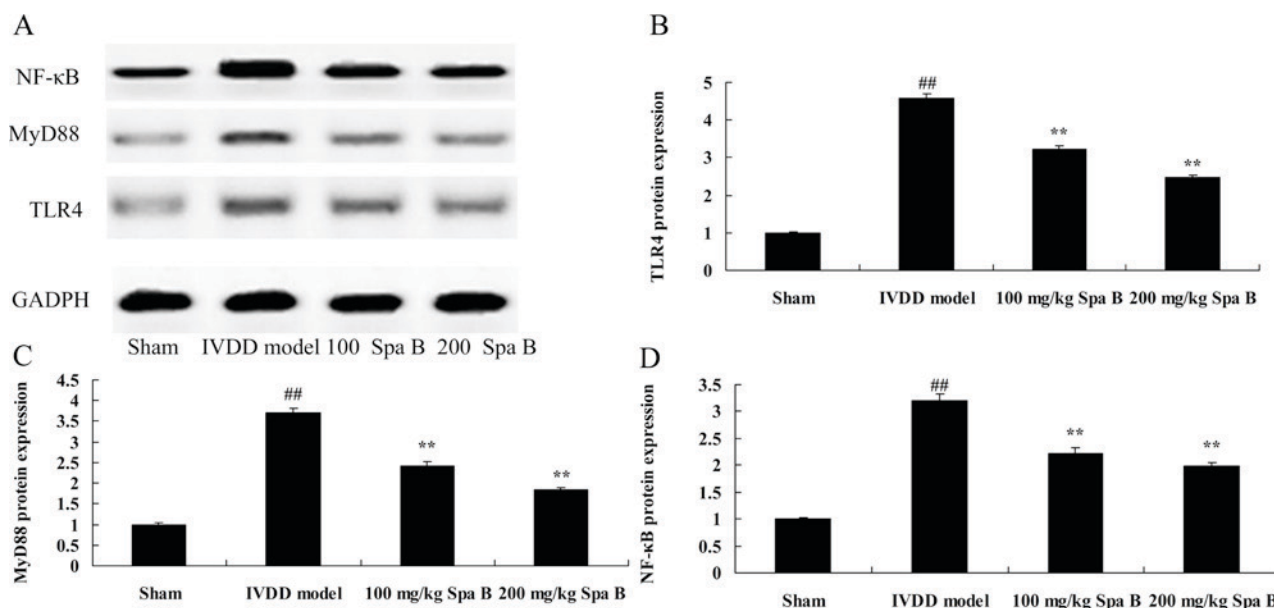 A
NF-κB
MyD88
TLR4
GADPH
Sham IVDD model 100 Spa B 200 Spa B
B
TLR4 protein expression
5
4
3
2
1
0
##
**
**
Sham IVDD model 100 mg/kg Spa B 200 mg/kg Spa B
C
MyD88 protein expression
4.5
4
3.5
3
2.5
2
1.5
1
0.5
0
##
**
**
Sham IVDD model 100 mg/kg Spa B 200 mg/kg Spa B
D
NF-κB protein expression
3.5
3
2.5
2
1.5
1
0.5
0
##
**
**
Sham IVDD model 100 mg/kg Spa B 200 mg/kg Spa B